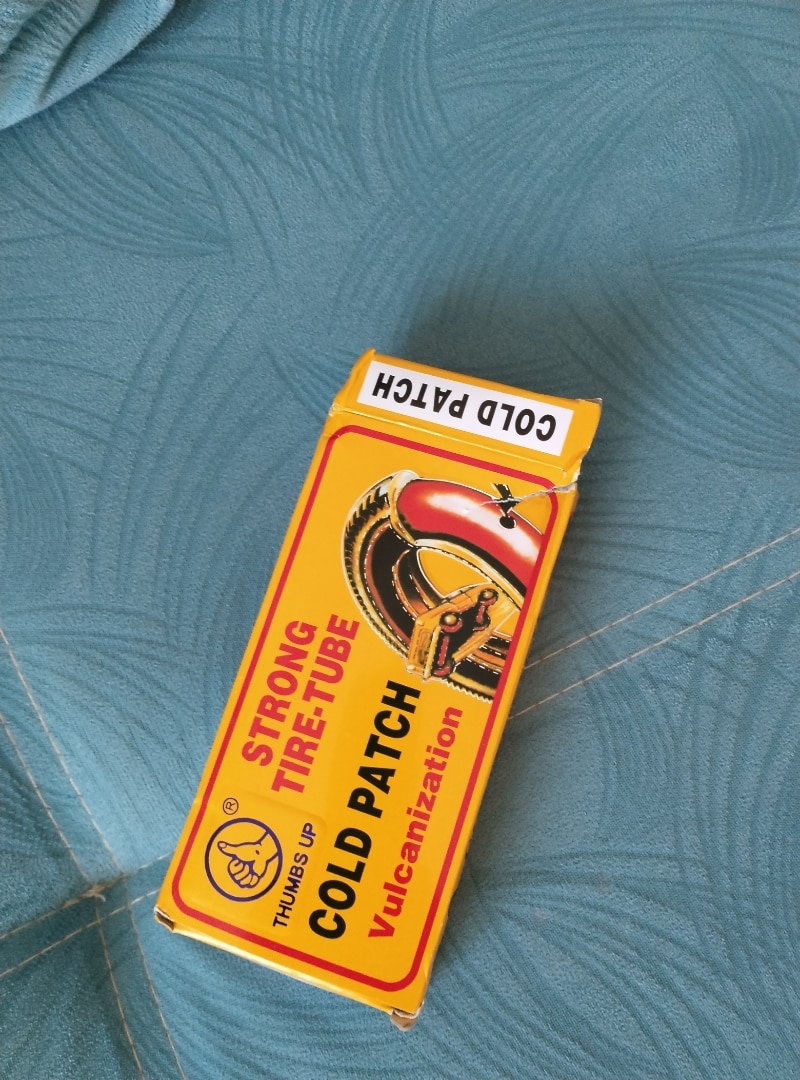 COLD PATCH
STRONG
TIRE-TUBE
®
THUMBS UP
COLD PATCH
Vulcanization